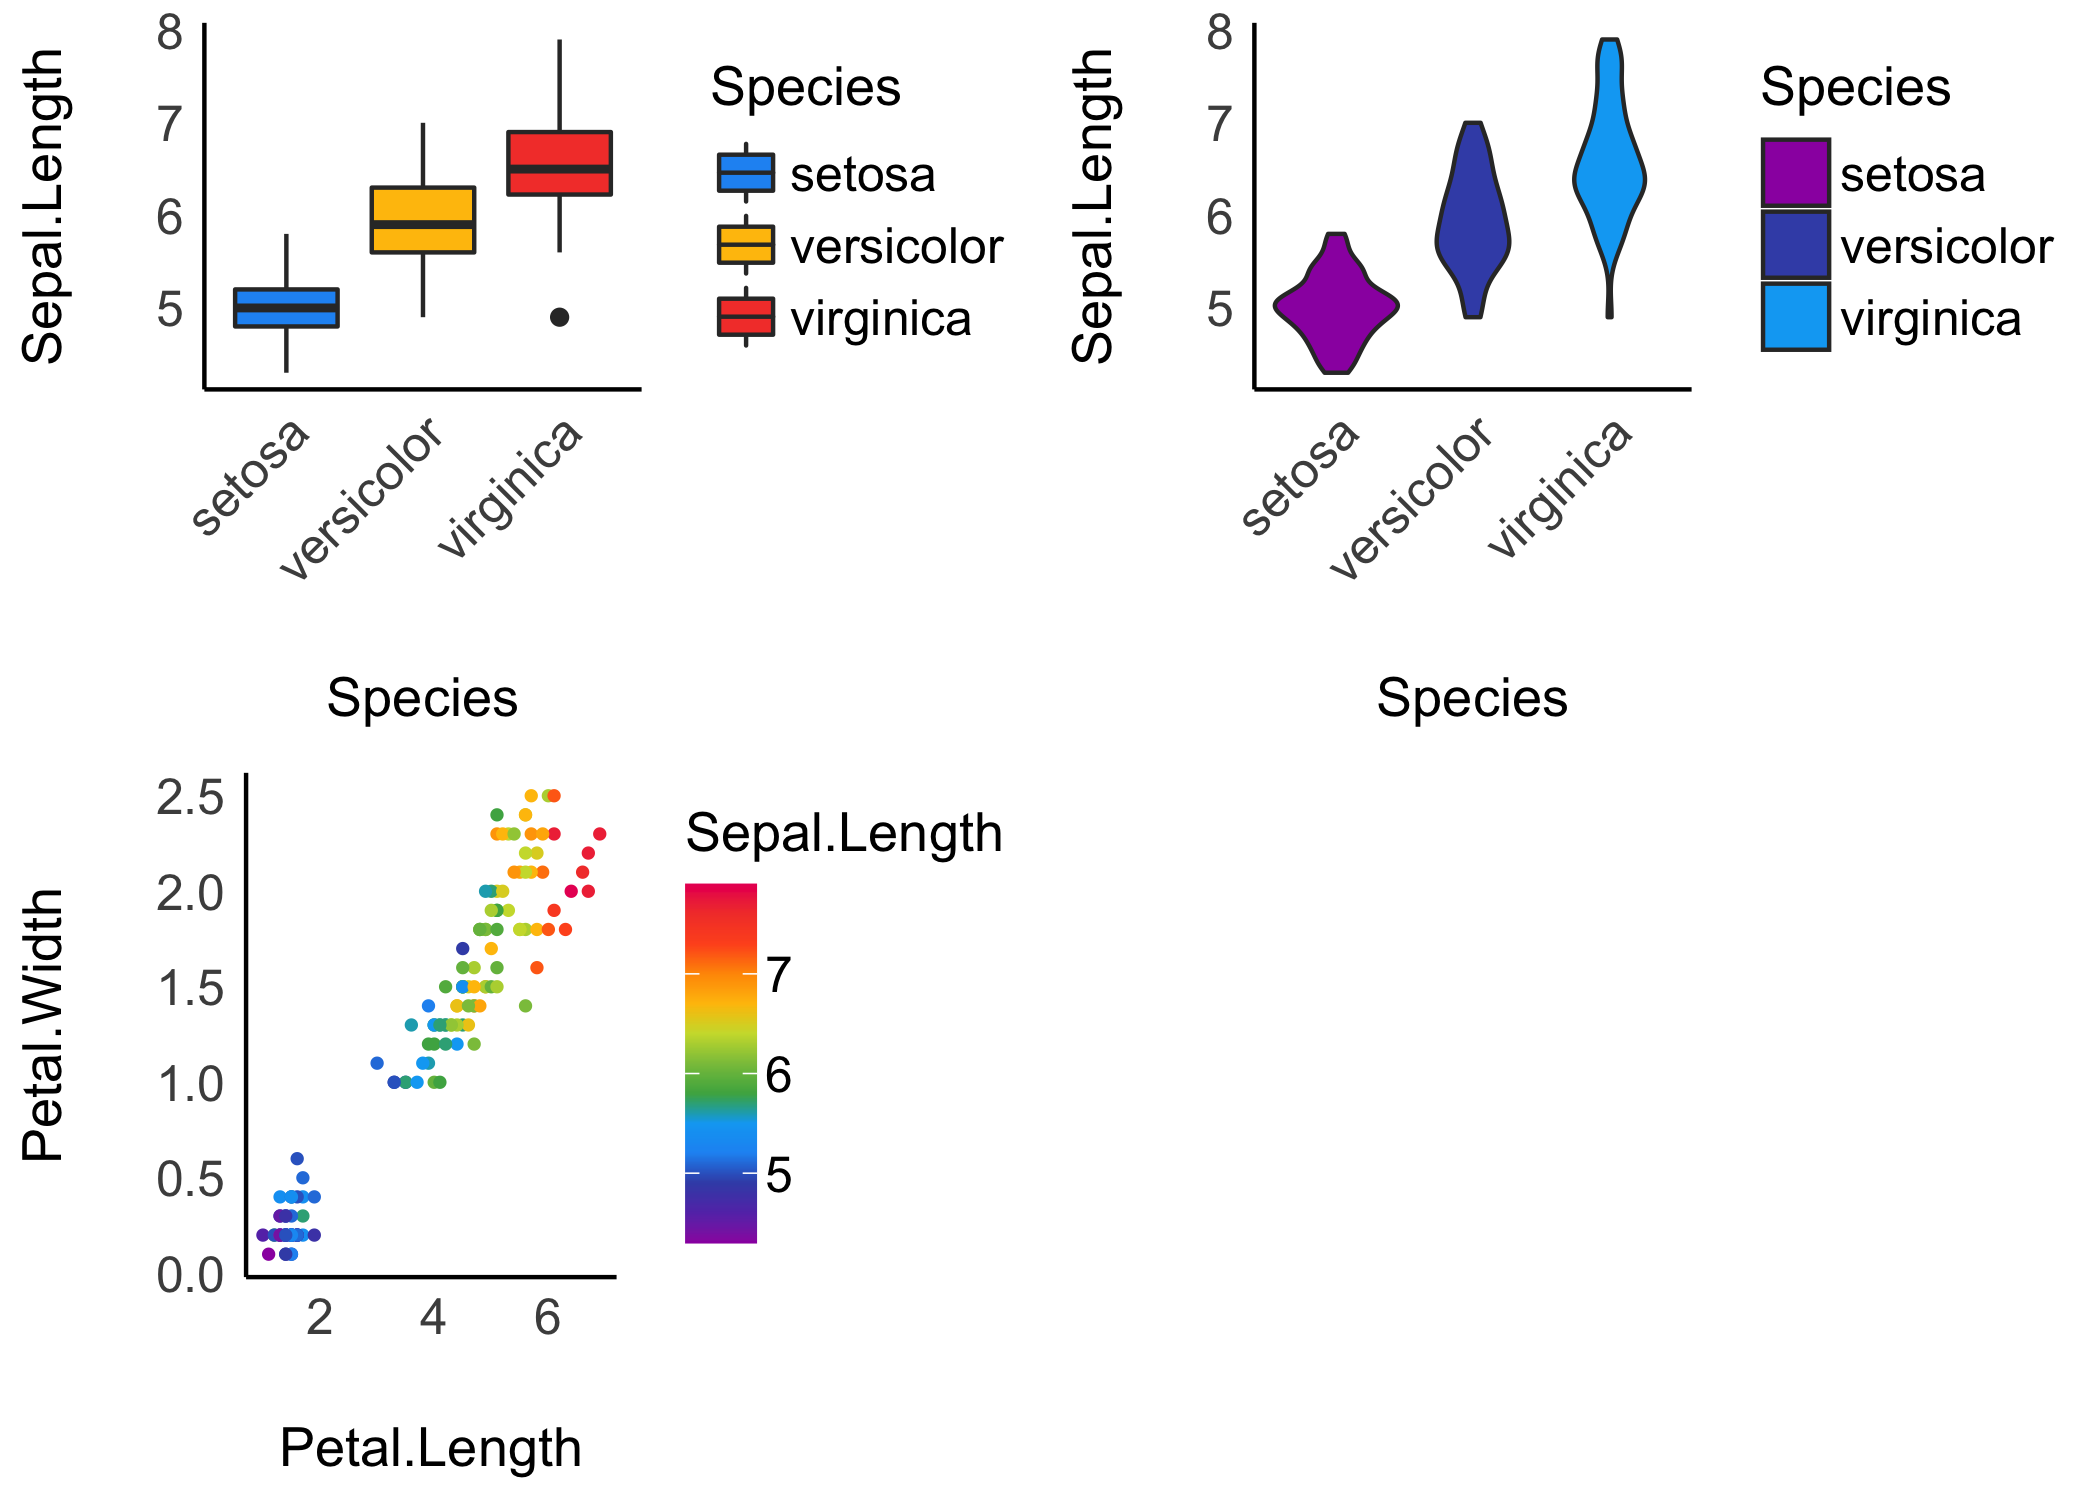 Sepal.Length
8
7
6
5
setosa
versicolor
virginica
Species
Species
setosa
versicolor
virginica
Sepal.Length
8
7
6
5
setosa
versicolor
virginica
Species
Species
setosa
versicolor
virginica
Petal.Width
2.5
2.0
1.5
1.0
0.5
0.0
2 4 6
Petal.Length
Sepal.Length
7
6
5